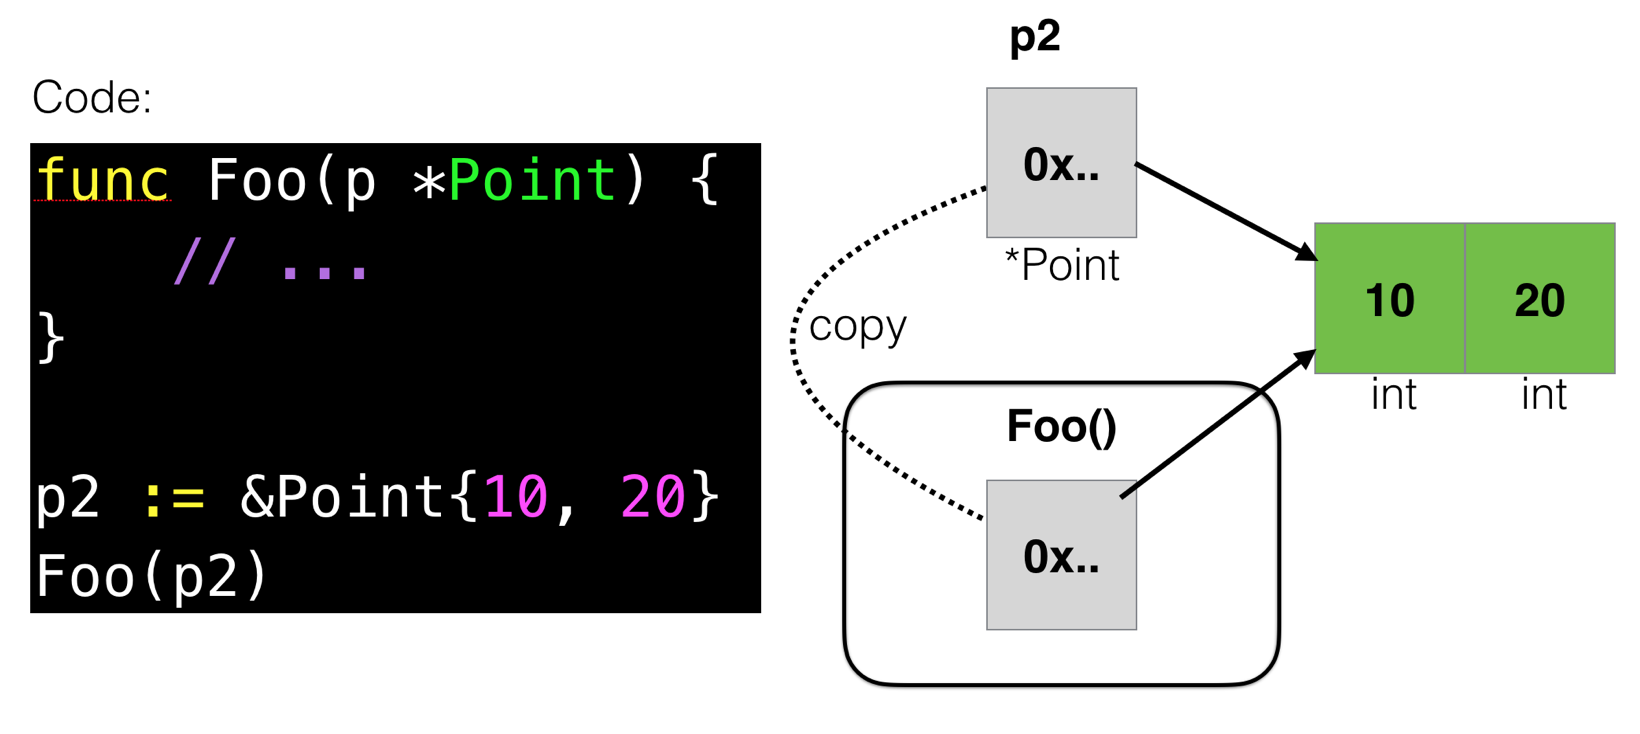 Code:
func Foo(p *Point) {
// ...
}
p2 := &Point{10, 20}
Foo(p2)
p2
0x..
*Point
copy
10
20
int
int
Foo()
0x..